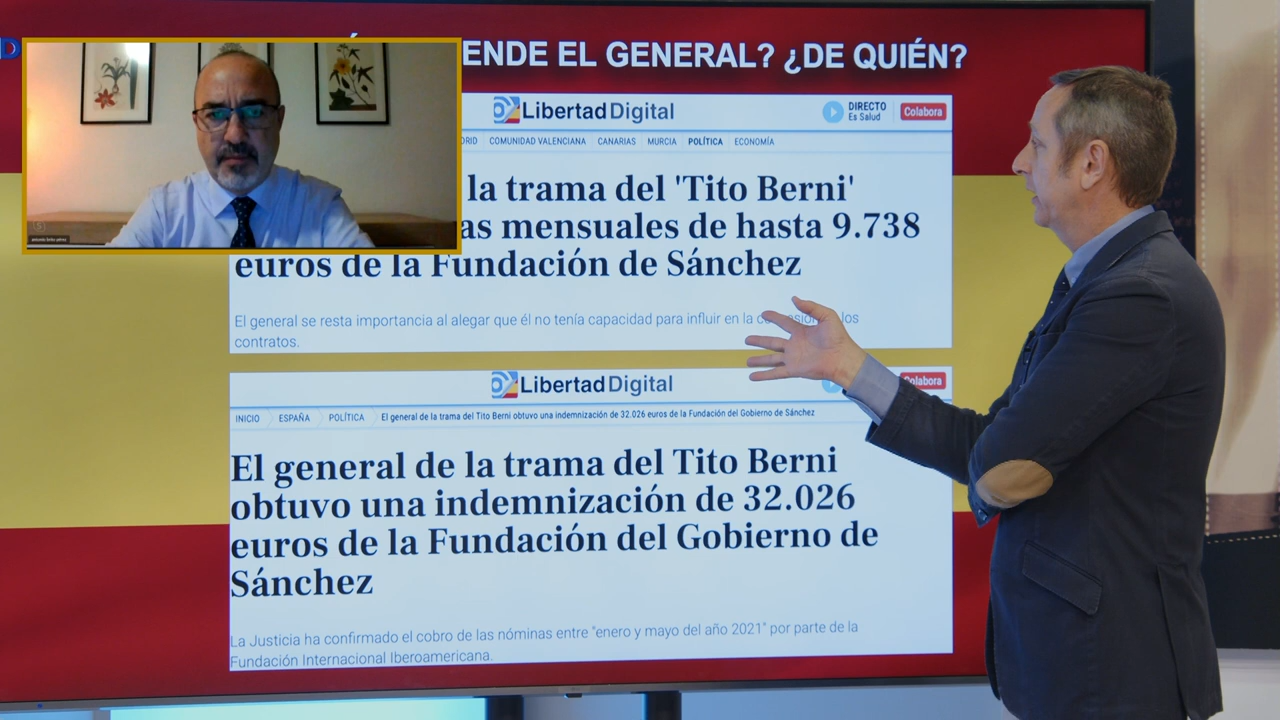 ENDE EL GENERAL? ¿DE QUIÉN?
LibertadDigital
DIRECTO
Es Salud
Colabora
COMUNIDAD VALENCIANA CANARIAS MURCIA POLÍTICA ECONOMÍA
la trama del 'Tito Berni'
as mensuales de hasta 9.738
euros de la Fundación de Sánchez
El general se resta importancia al alegar que él no tenía capacidad para influir en la los
contratos.
LibertadDigital
Colabora
INICIO ESPAÑA POLÍTICA El general de la trama del Tito Berni obtuvo una indemnización de 32.026 euros de la Fundación del Gobierno de Sánchez
El general de la trama del Tito Berni
obtuvo una indemnización de 32.026
euros de la Fundación del Gobierno de
Sánchez
La Justicia ha confirmado el cobro de las nóminas entre "enero y mayo del año 2021" por parte de la
Fundación Internacional Iberoamericana.